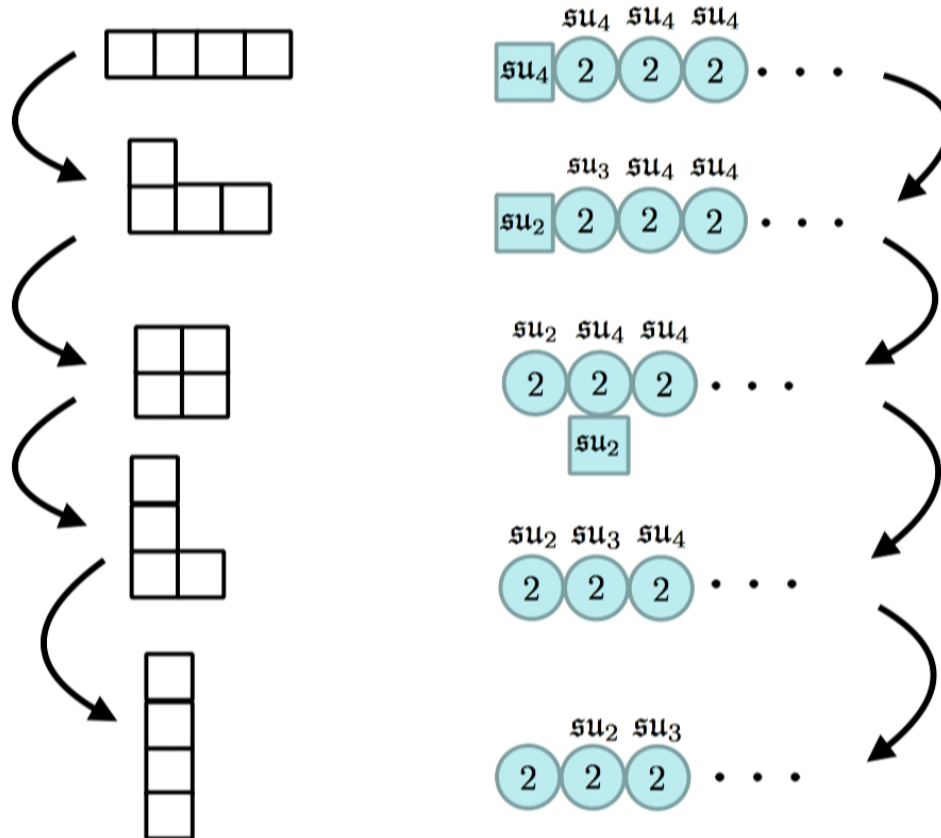 𝔰𝔲₄ 𝔰𝔲₄ 𝔰𝔲₄
𝔰𝔲₄ 2 2 2 · · ·
𝔰𝔲₃ 𝔰𝔲₄ 𝔰𝔲₄
𝔰𝔲₂ 2 2 2 · · ·
𝔰𝔲₂ 𝔰𝔲₄ 𝔰𝔲₄
2 2 2 · · ·
𝔰𝔲₂
𝔰𝔲₂ 𝔰𝔲₃ 𝔰𝔲₄
2 2 2 · · ·
𝔰𝔲₂ 𝔰𝔲₃
2 2 2 · · ·